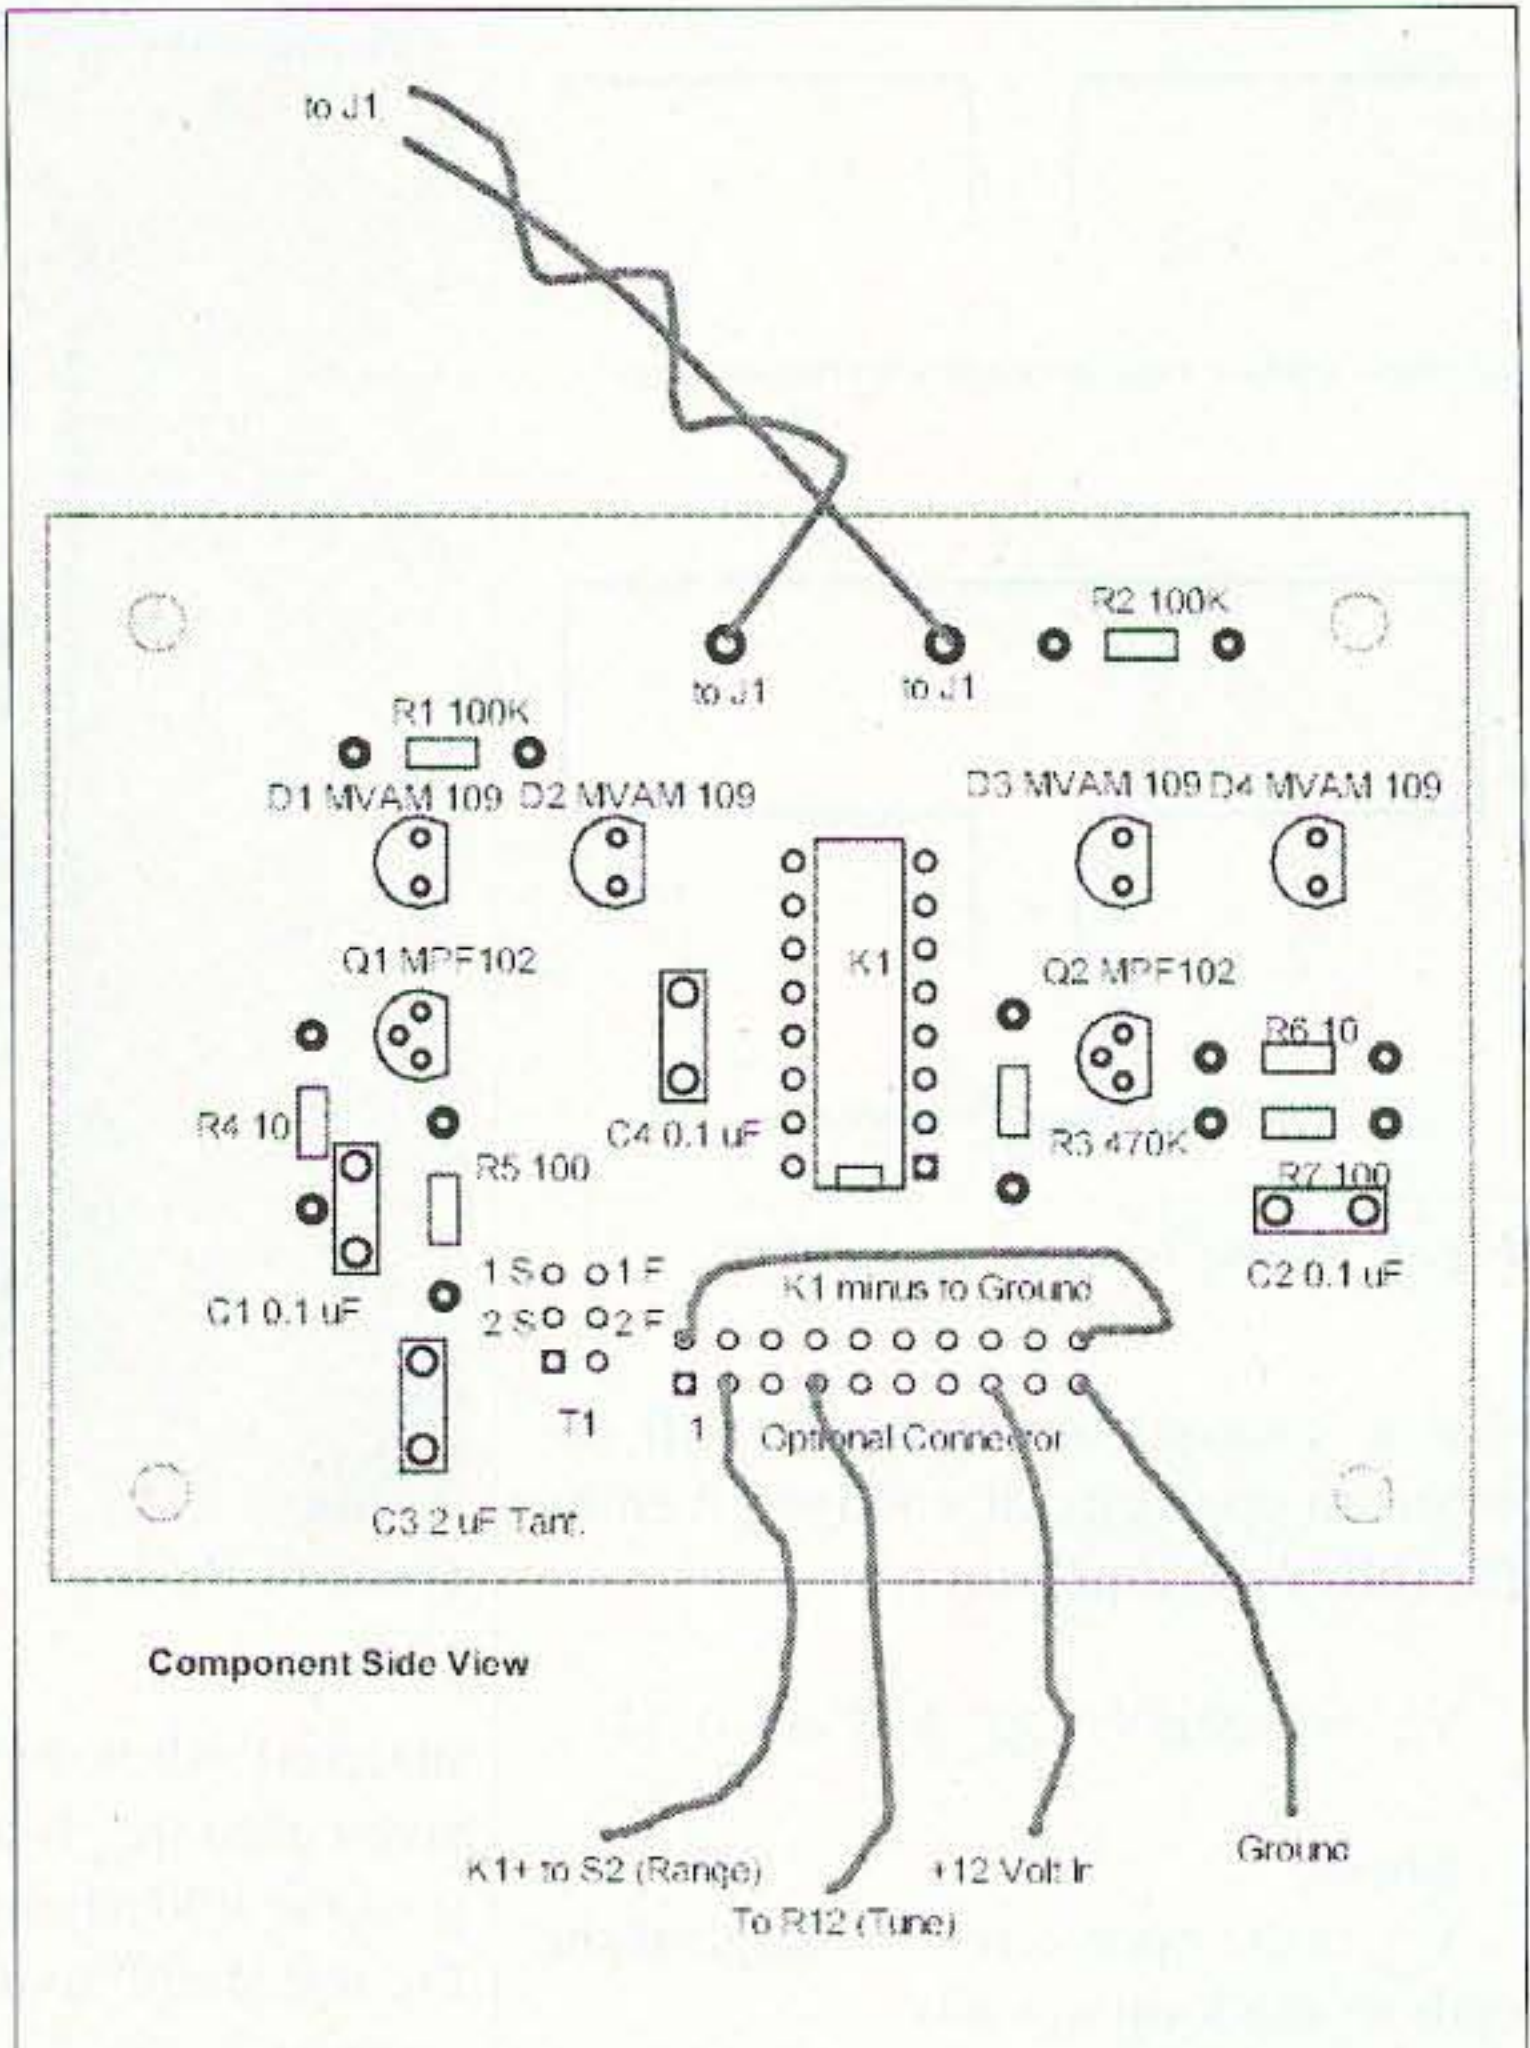 to J1
R2 100K
to J1
to J1
R1 100K
D1 MVAM 109
D2 MVAM 109
D3 MVAM 109
D4 MVAM 109
K1
Q1 MPF102
Q2 MPF102
R6 10
R4 10
C4 0.1 uF
R3 470K
R5 100
R7 100
1 S
1 F
K1 minus to Ground
C2 0.1 uF
C1 0.1 uF
2 S
2 F
T1
1
Optional Connector
C3 2 uF Tant.
Component Side View
Ground
K1+ to S2 (Range)
+12 Volt In
To R12 (Tune)